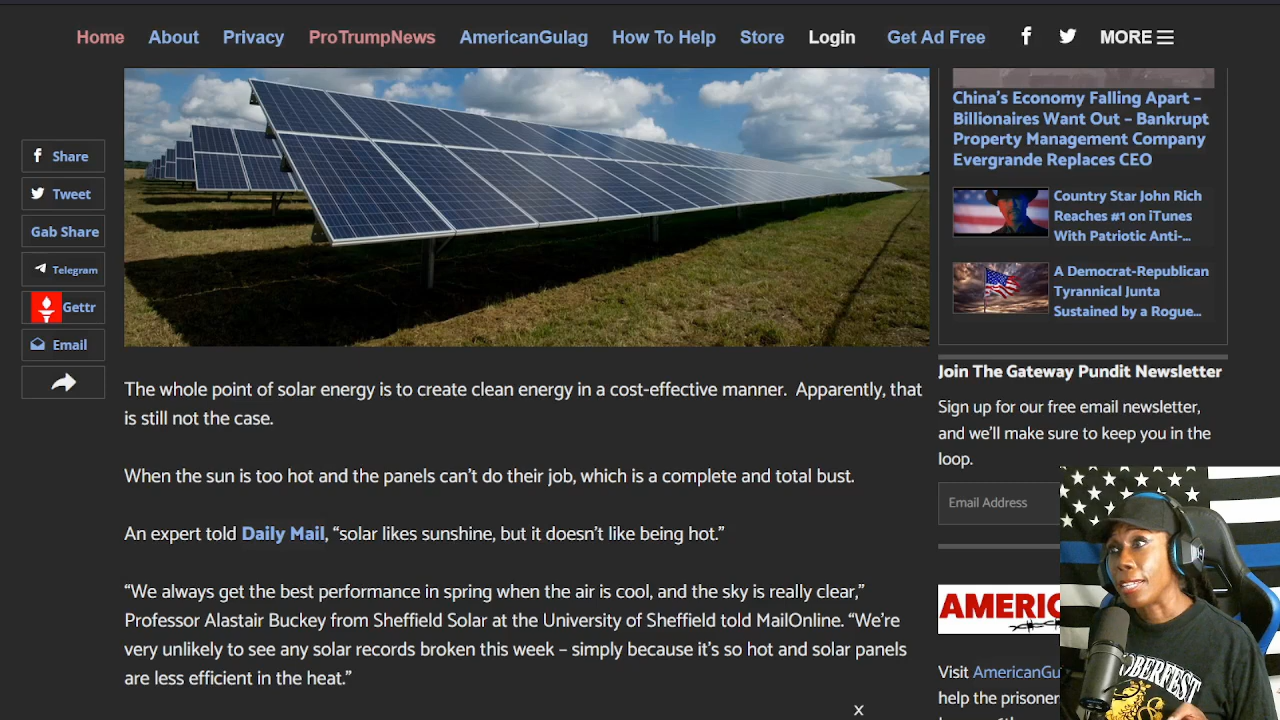 Home About Privacy ProTrumpNews AmericanGulag How To Help Store Login Get Ad Free MORE
Share
Tweet
Gab Share
Telegram
Gettr
Email
The whole point of solar energy is to create clean energy in a cost-effective manner. Apparently, that
is still not the case.
When the sun is too hot and the panels can't do their job, which is a complete and total bust.
An expert told Daily Mail, “solar likes sunshine, but it doesn't like being hot.”
“We always get the best performance in spring when the air is cool, and the sky is really clear,”
Professor Alastair Buckey from Sheffield Solar at the University of Sheffield told MailOnline. “We're
very unlikely to see any solar records broken this week – simply because it's so hot and solar panels
are less efficient in the heat.”
x
China's Economy Falling Apart –
Billionaires Want Out – Bankrupt
Property Management Company
Evergrande Replaces CEO
Country Star John Rich
Reaches #1 on iTunes
With Patriotic Anti-...
A Democrat-Republican
Tyrannical Junta
Sustained by a Rogue...
Join The Gateway Pundit Newsletter
Sign up for our free email newsletter,
and we'll make sure to keep you in the
loop.
Email Address
AMERIC
Visit AmericanGu
help the prisoner
OBERFEST